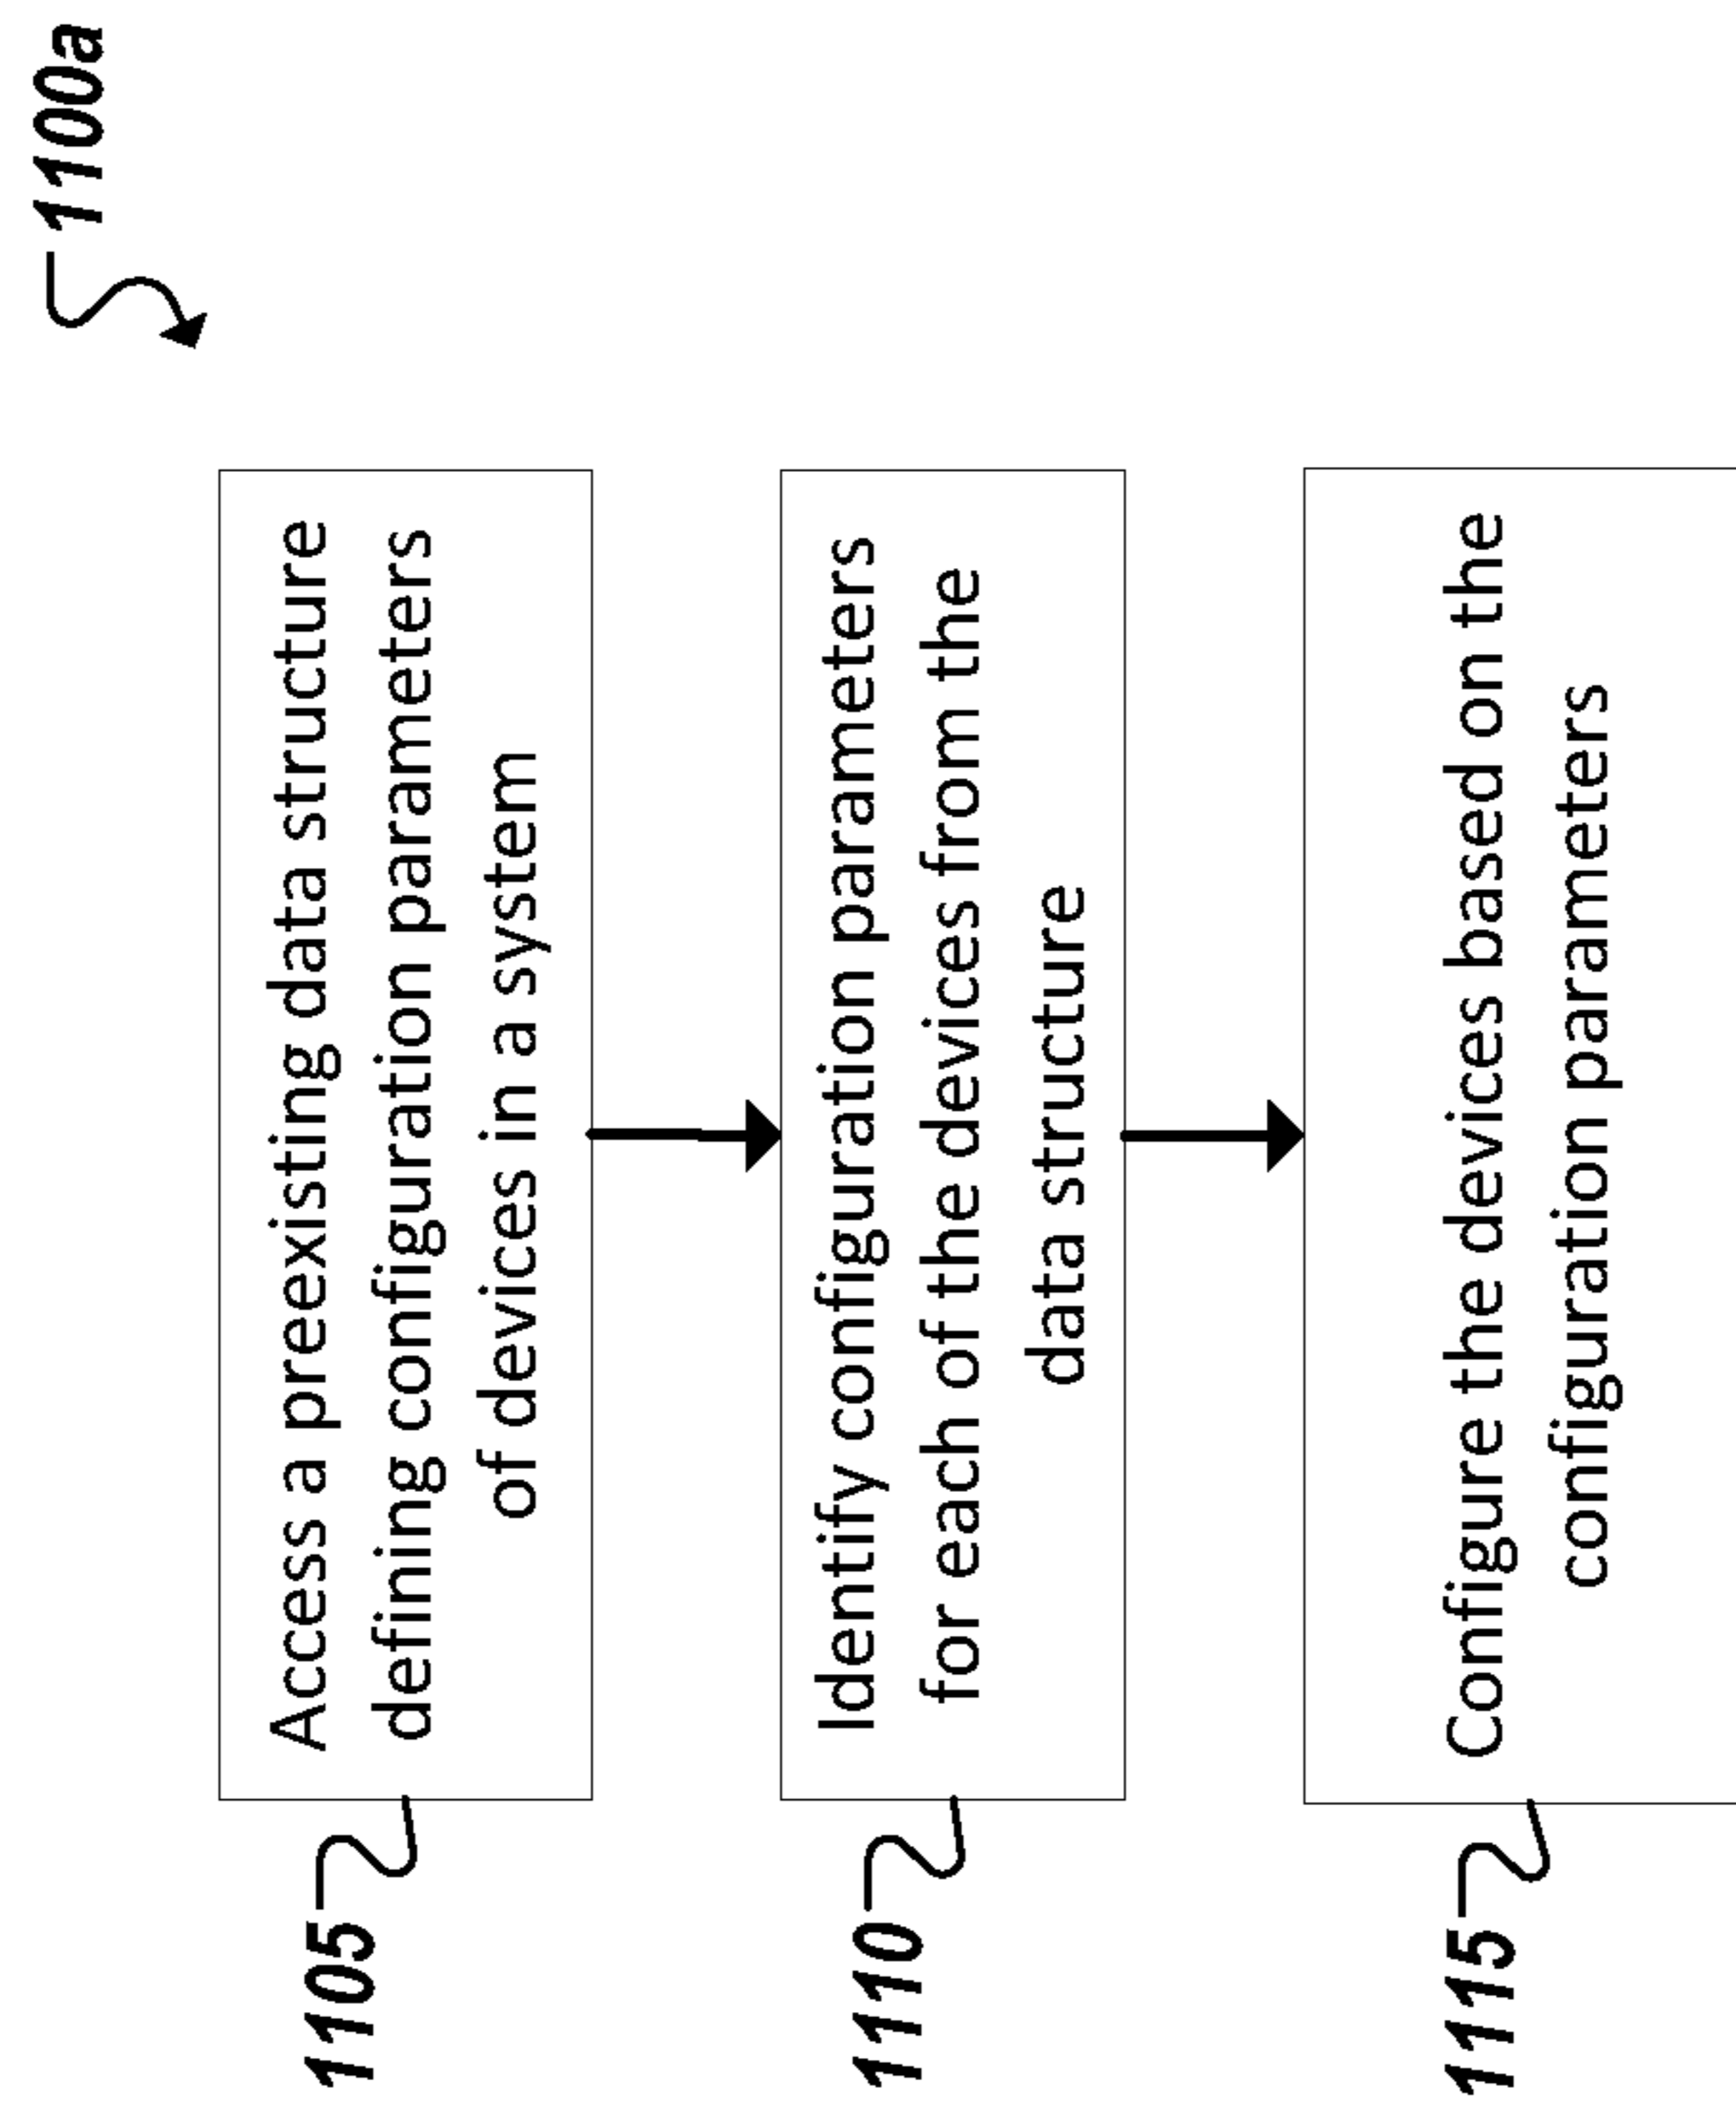 1100a
1105
Access a preexisting data structure
defining configuration parameters
of devices in a system
1110
Identify configuration parameters
for each of the devices from the
data structure
1115
Configure the devices based on the
configuration parameters